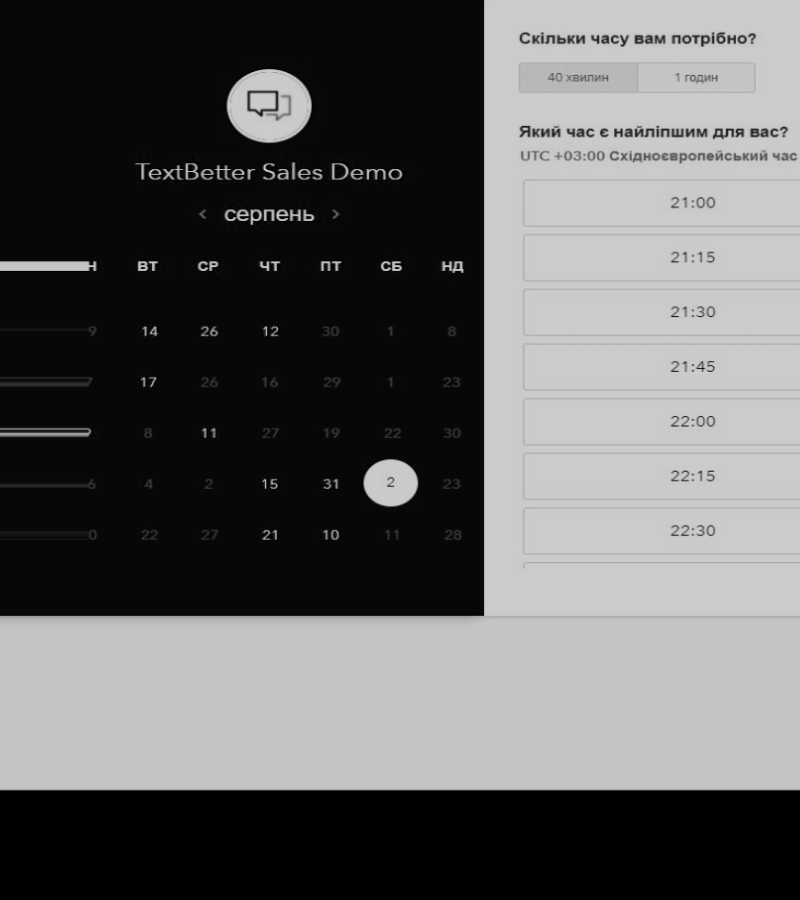 TextBetter Sales Demo
< серпень >
Н ВТ СР ЧТ ПТ СБ НД
9 14 26 12 30 1 8
7 17 26 16 29 1 23
8 11 27 19 22 30
6 4 2 15 31 2 23
0 22 27 21 10 11 28
Скільки часу вам потрібно?
40 хвилин 1 годин
Який час є найліпшим для вас?
UTC +03:00 Східноєвропейський час
21:00
21:15
21:30
21:45
22:00
22:15
22:30